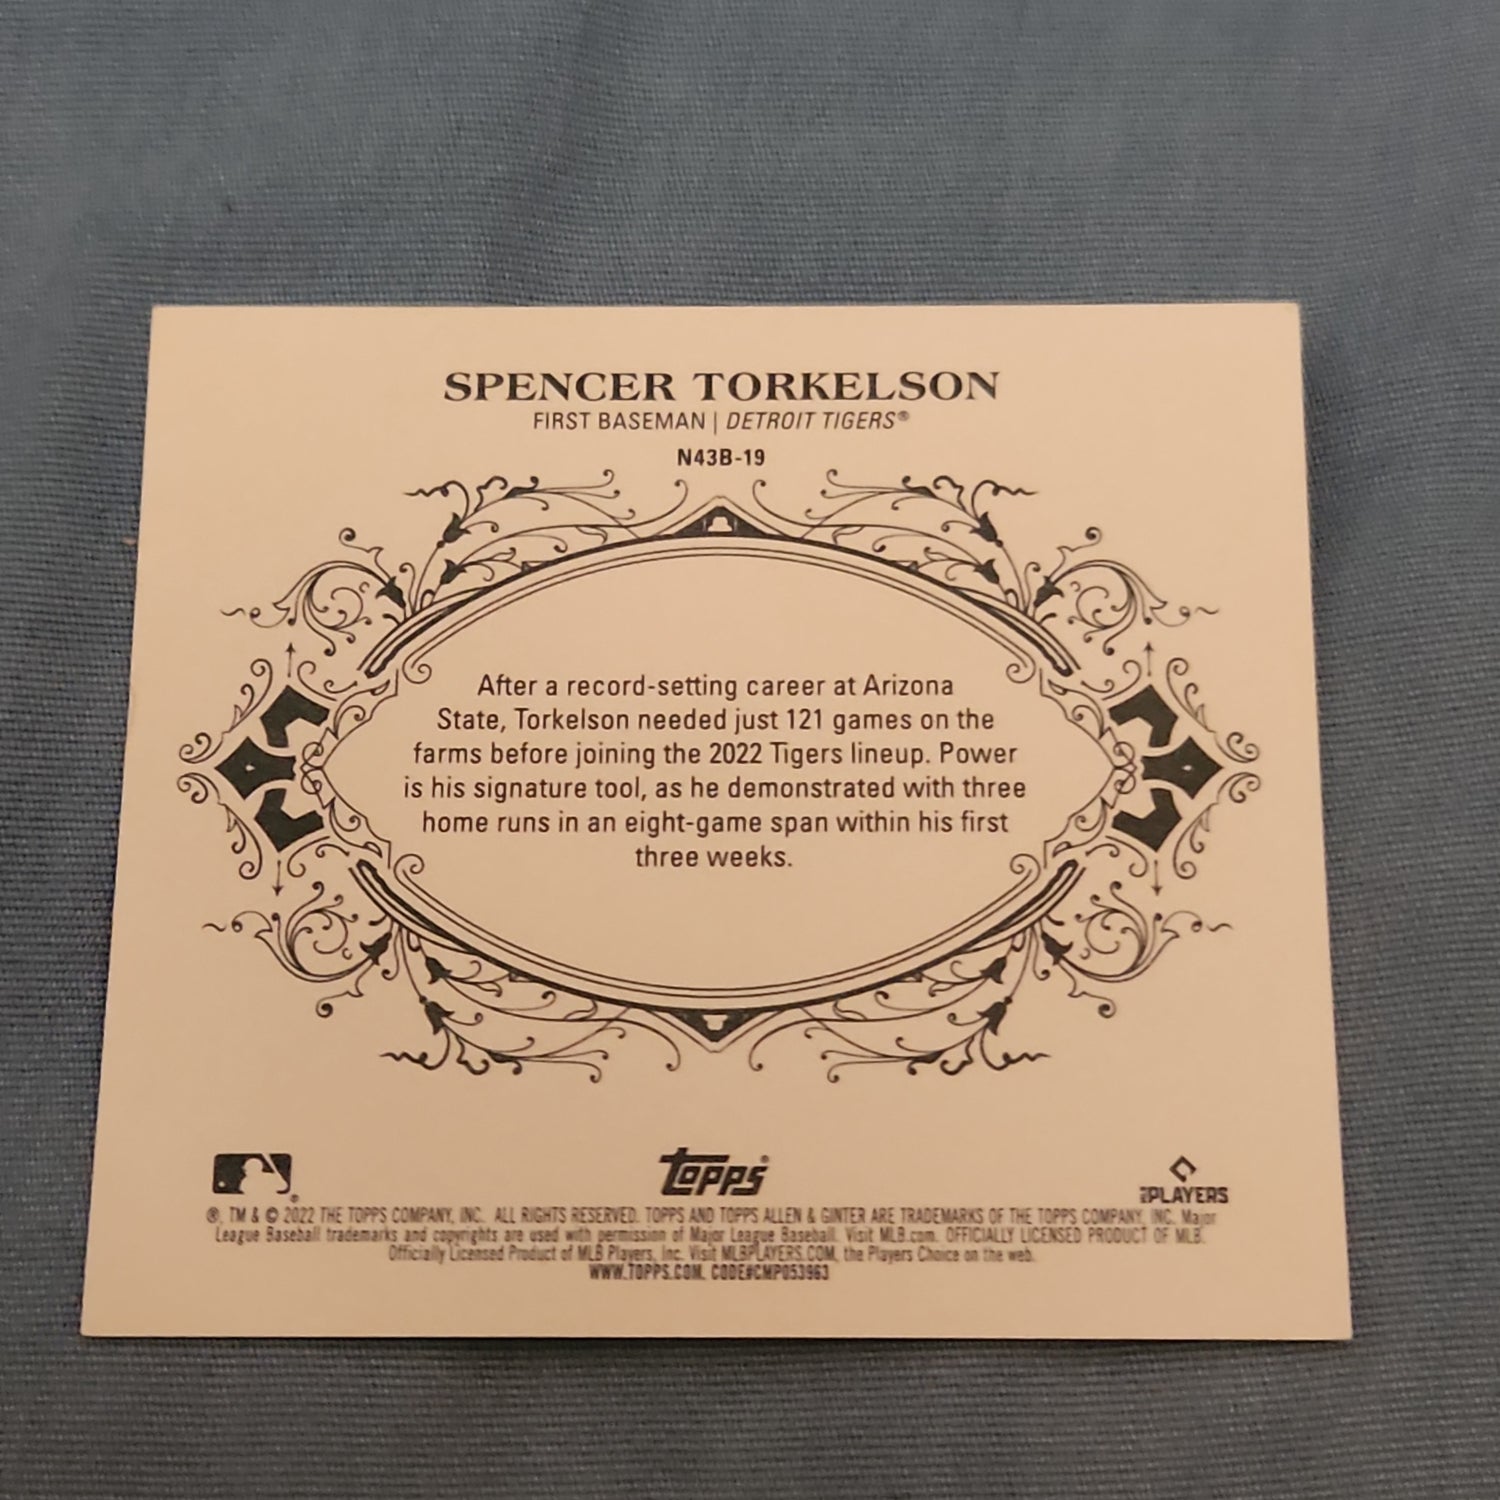 SPENCER TORKELSON
FIRST BASEMAN | DETROIT TIGERS®
N43B-19
After a record-setting career at Arizona
State, Torkelson needed just 121 games on the
farms before joining the 2022 Tigers lineup. Power
is his signature tool, as he demonstrated with three
home runs in an eight-game span within his first
three weeks.
topps®
PLAYERS
®, TM & © 2022 THE TOPPS COMPANY, INC. ALL RIGHTS RESERVED. TOPPS AND TOPPS ALLEN & GINTER ARE TRADEMARKS OF THE TOPPS COMPANY, INC. Major
League Baseball trademarks and copyrights are used with permission of Major League Baseball. Visit MLB.com. OFFICIALLY LICENSED PRODUCT OF MLB.
Officially Licensed Product of MLB Players, Inc. Visit MLBPLAYERS.COM, the Players Choice on the web.
WWW.TOPPS.COM. CODE#CMP053963